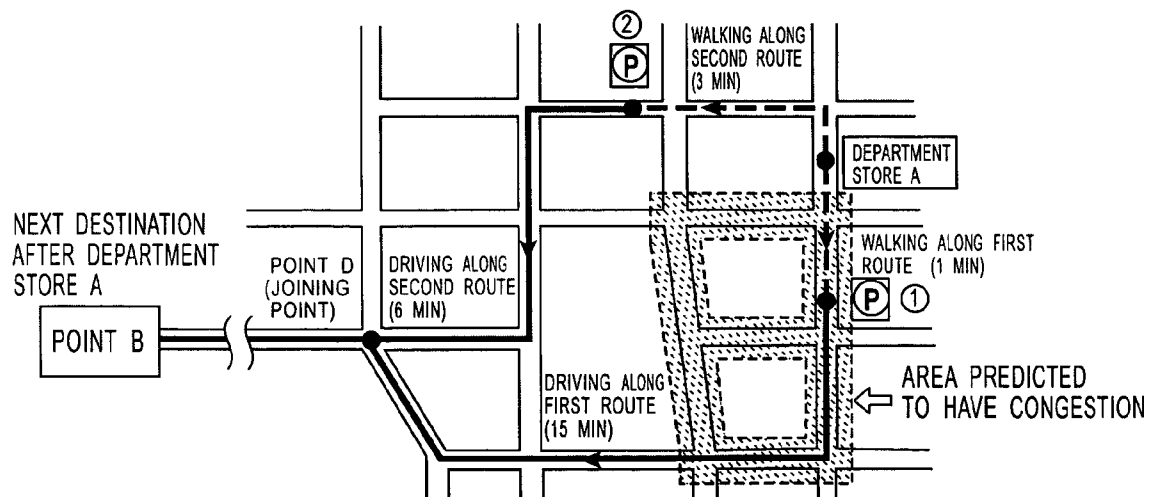 ②
P
WALKING ALONG
SECOND ROUTE
(3 MIN)
DEPARTMENT
STORE A
NEXT DESTINATION
AFTER DEPARTMENT
STORE A
POINT B
POINT D
(JOINING
POINT)
DRIVING ALONG
SECOND ROUTE
(6 MIN)
WALKING ALONG FIRST
ROUTE (1 MIN)
P ①
DRIVING ALONG
FIRST ROUTE
(15 MIN)
AREA PREDICTED
TO HAVE CONGESTION